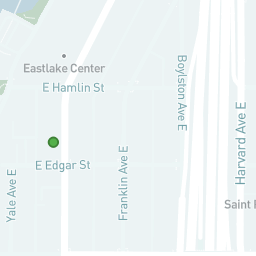 Eastlake Center
E Hamlin St
Boylston Ave E
Harvard Ave E
E Edgar St
Franklin Ave E
Yale Ave E
Saint